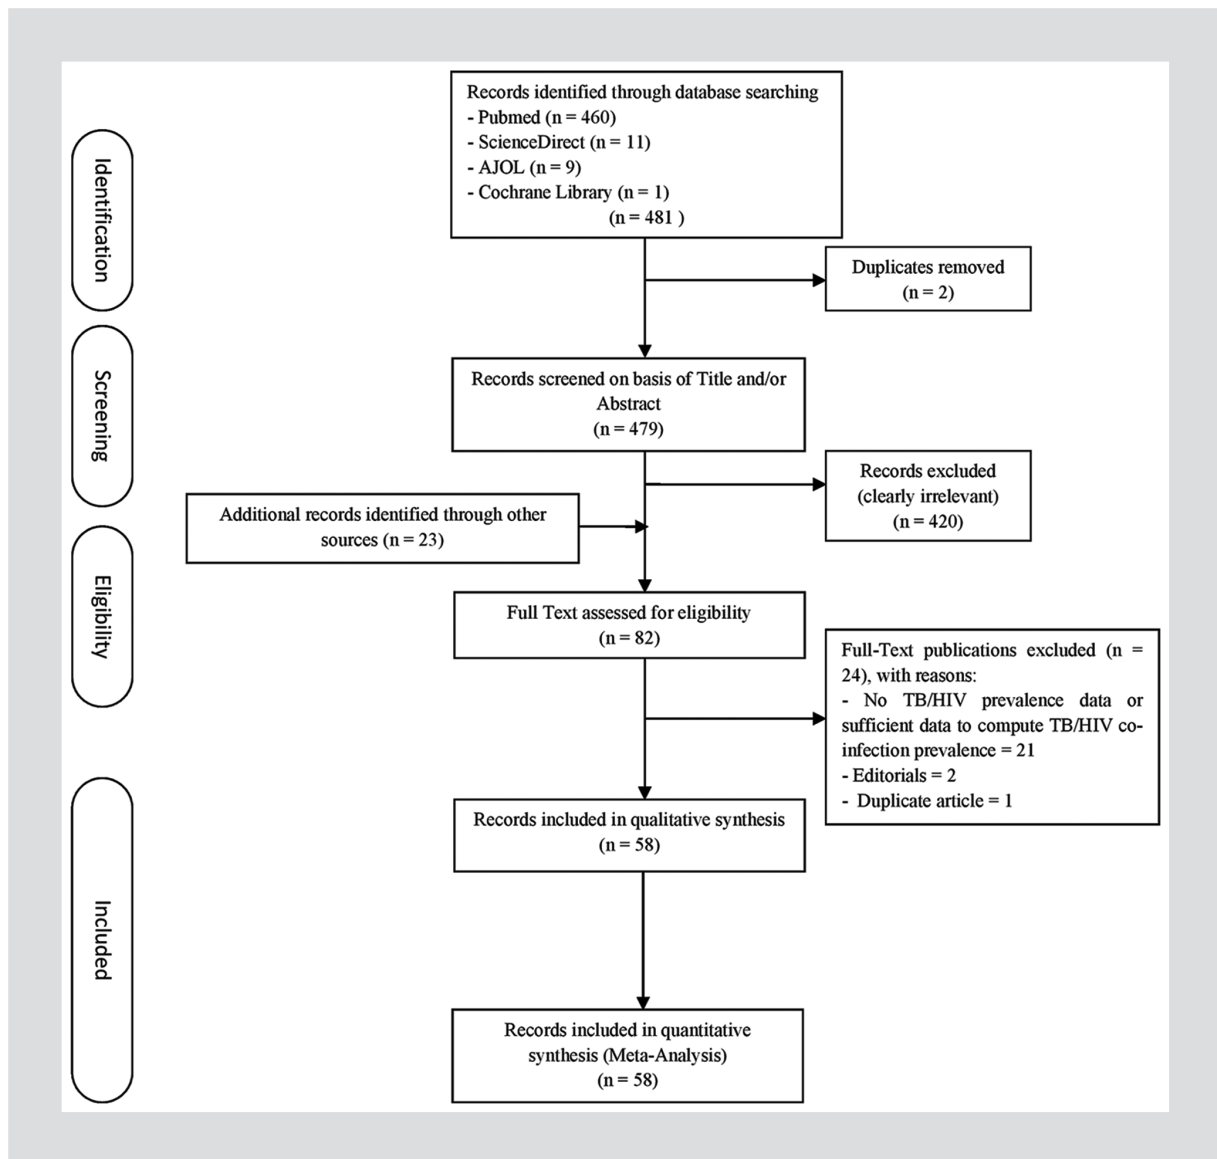 Records identified through database searching
- Pubmed (n = 460)
- ScienceDirect (n = 11)
- AJOL (n = 9)
- Cochrane Library (n = 1)
(n = 481 )
Identification
Duplicates removed
(n = 2)
Screening
Records screened on basis of Title and/or
Abstract
(n = 479)
Records excluded
(clearly irrelevant)
(n = 420)
Additional records identified through other
sources (n = 23)
Eligibility
Full Text assessed for eligibility
(n = 82)
Full-Text publications excluded (n =
24), with reasons:
- No TB/HIV prevalence data or
sufficient data to compute TB/HIV co-
infection prevalence = 21
- Editorials = 2
- Duplicate article = 1
Included
Records included in qualitative synthesis
(n = 58)
Records included in quantitative
synthesis (Meta-Analysis)
(n = 58)